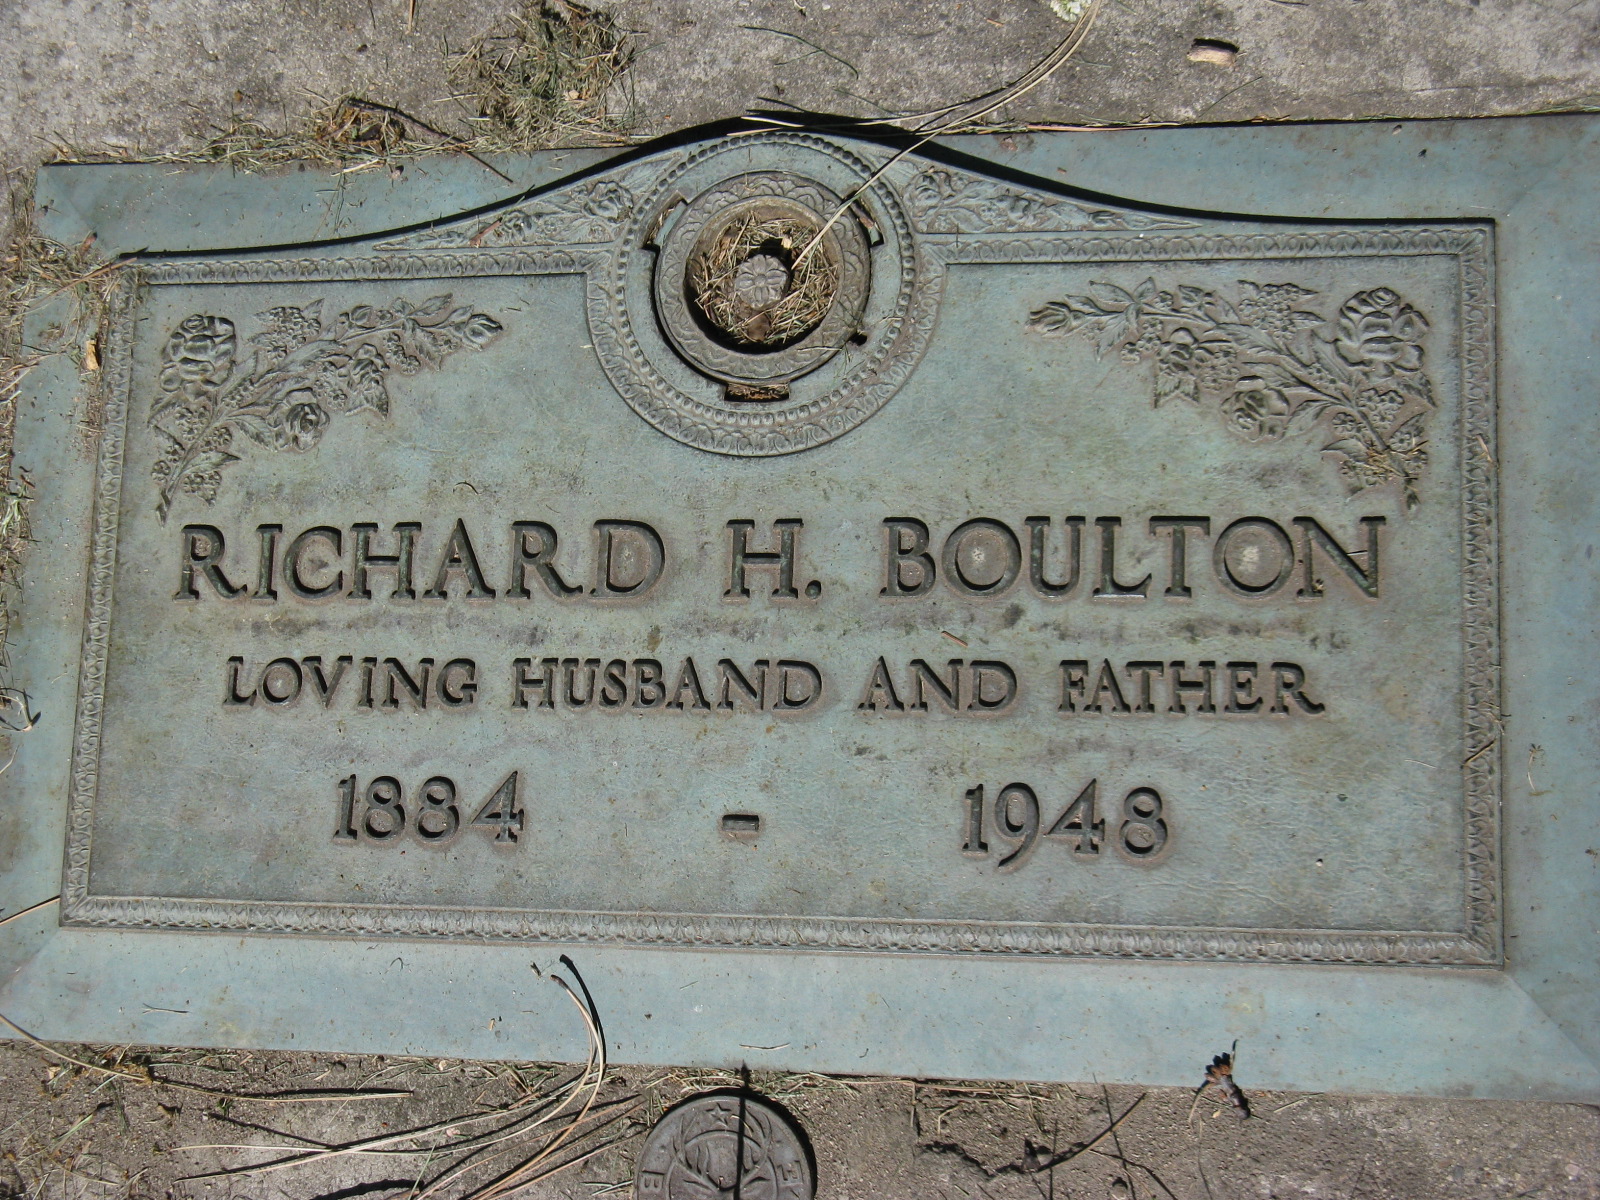 RICHARD H. BOULTON
LOVING HUSBAND AND FATHER
1884 - 1948
B E